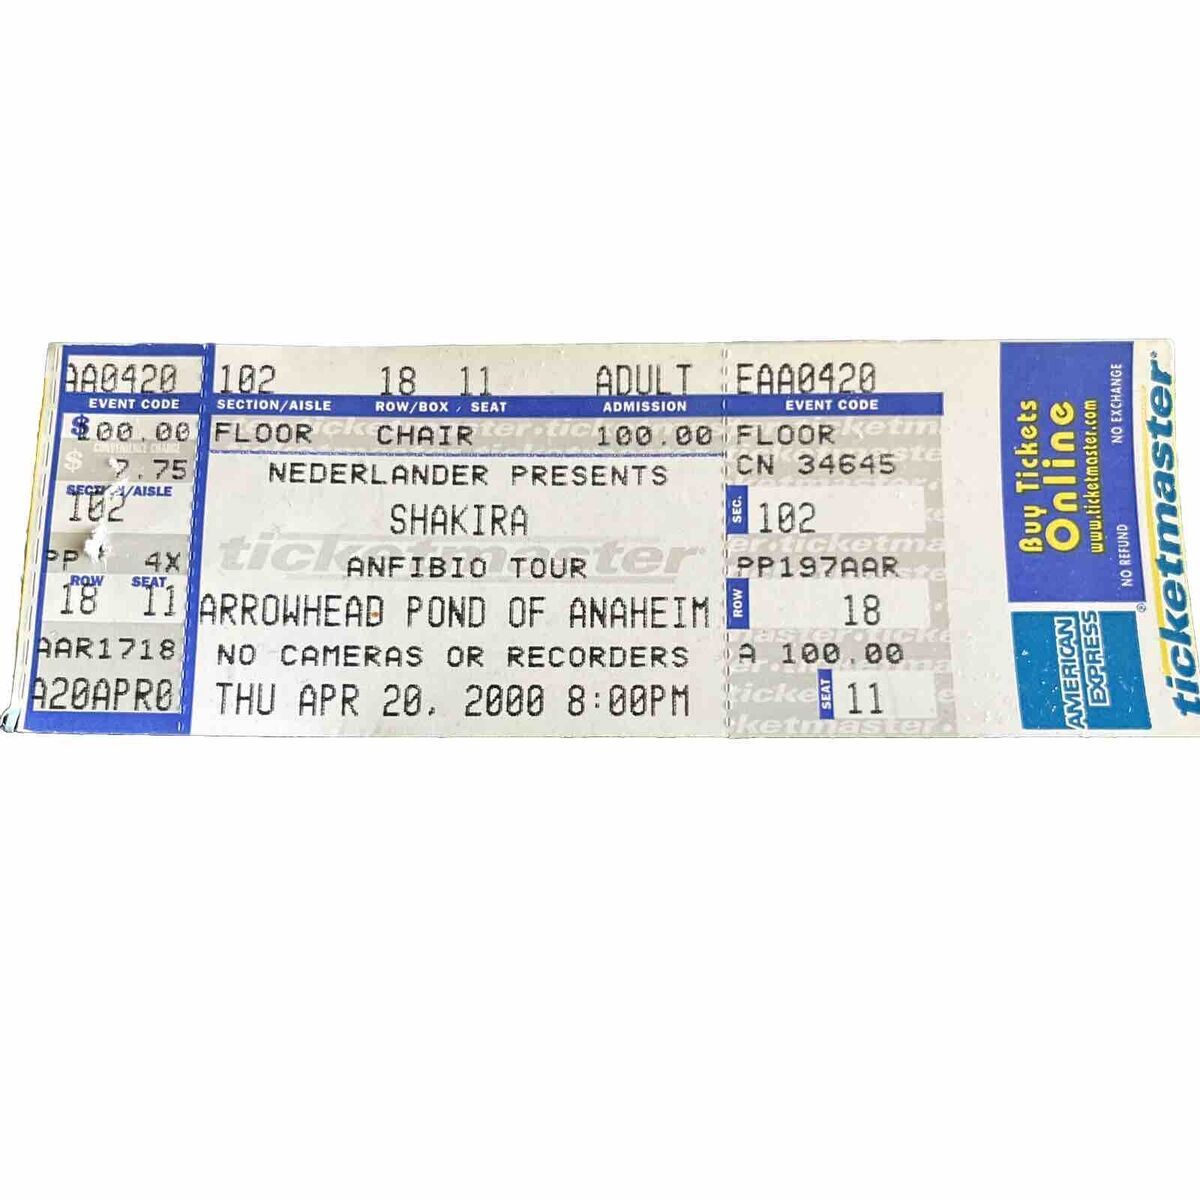 AA0420
EVENT CODE
$ 100.00
CONVENIENCE CHARGE
$ 7.75
SECTION/AISLE
102
PP 4X
ROW SEAT
18 11
AAR1718
A20APR0
102 18 11 ADULT
SECTION/AISLE ROW/BOX SEAT ADMISSION
FLOOR CHAIR 100.00
NEDERLANDER PRESENTS
SHAKIRA
ticketmaster
ANFIBIO TOUR
ARROWHEAD POND OF ANAHEIM
NO CAMERAS OR RECORDERS
THU APR 20, 2000 8:00PM
EAA0420
EVENT CODE
FLOOR
CN 34645
SEC. 102
PP197AAR
ROW 18
A 100.00
SEAT 11
Buy Tickets
Online
www.ticketmaster.com
NO REFUND NO EXCHANGE
AMERICAN
EXPRESS
ticketmaster®